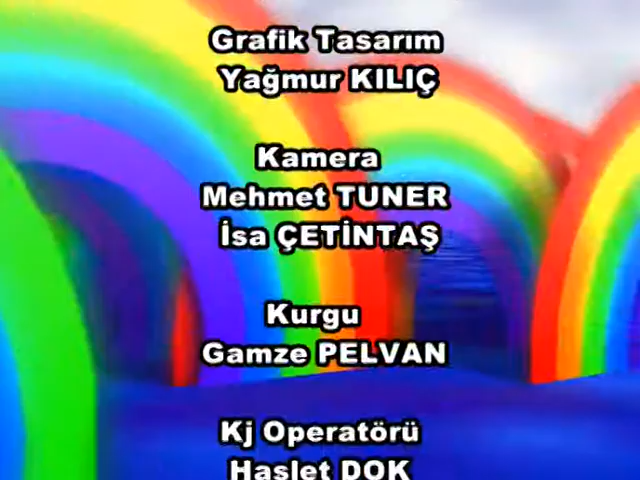 Grafik Tasarım
Yağmur KILIÇ
Kamera
Mehmet TUNER
İsa ÇETİNTAŞ
Kurgu
Gamze PELVAN
Kj Operatörü
Haslet DOK